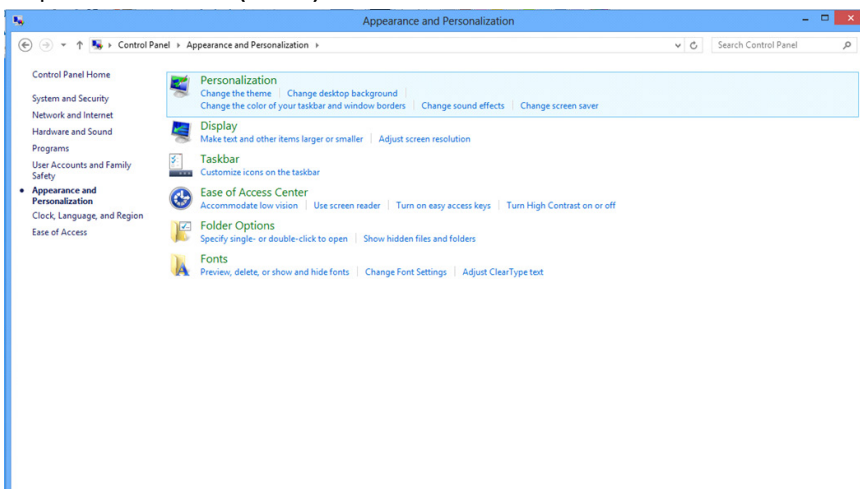 Appearance and Personalization
Control Panel Appearance and Personalization
Search Control Panel
Control Panel Home
System and Security
Network and Internet
Hardware and Sound
Programs
User Accounts and Family
Safety
Appearance and
Personalization
Clock, Language, and Region
Ease of Access
Personalization
Change the theme Change desktop background
Change the color of your taskbar and window borders Change sound effects Change screen saver
Display
Make text and other items larger or smaller Adjust screen resolution
Taskbar
Customize icons on the taskbar
Ease of Access Center
Accommodate low vision Use screen reader Turn on easy access keys Turn High Contrast on or off
Folder Options
Specify single- or double-click to open Show hidden files and folders
Fonts
Preview, delete, or show and hide fonts Change Font Settings Adjust ClearType text